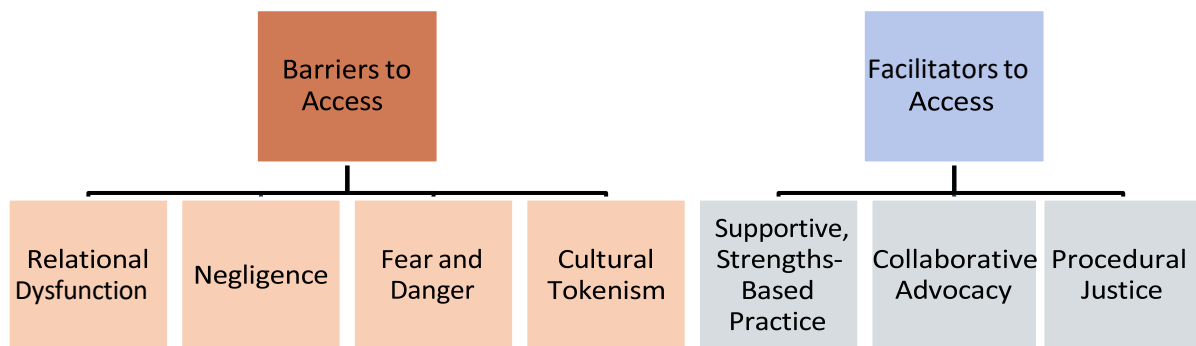 Barriers to
Access
Facilitators to
Access
Relational
Dysfunction
Negligence
Fear and
Danger
Cultural
Tokenism
Supportive,
Strengths-
Based
Practice
Collaborative
Advocacy
Procedural
Justice